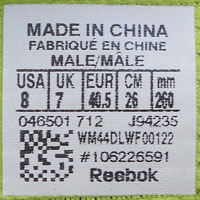 MADE IN CHINA
FABRIQUÉ EN CHINE
MALE/MÂLE
USA UK EUR CM mm
8 7 40.5 26 260
046501 712 J94235
WM44DLWF00122
#106226591
Reebok